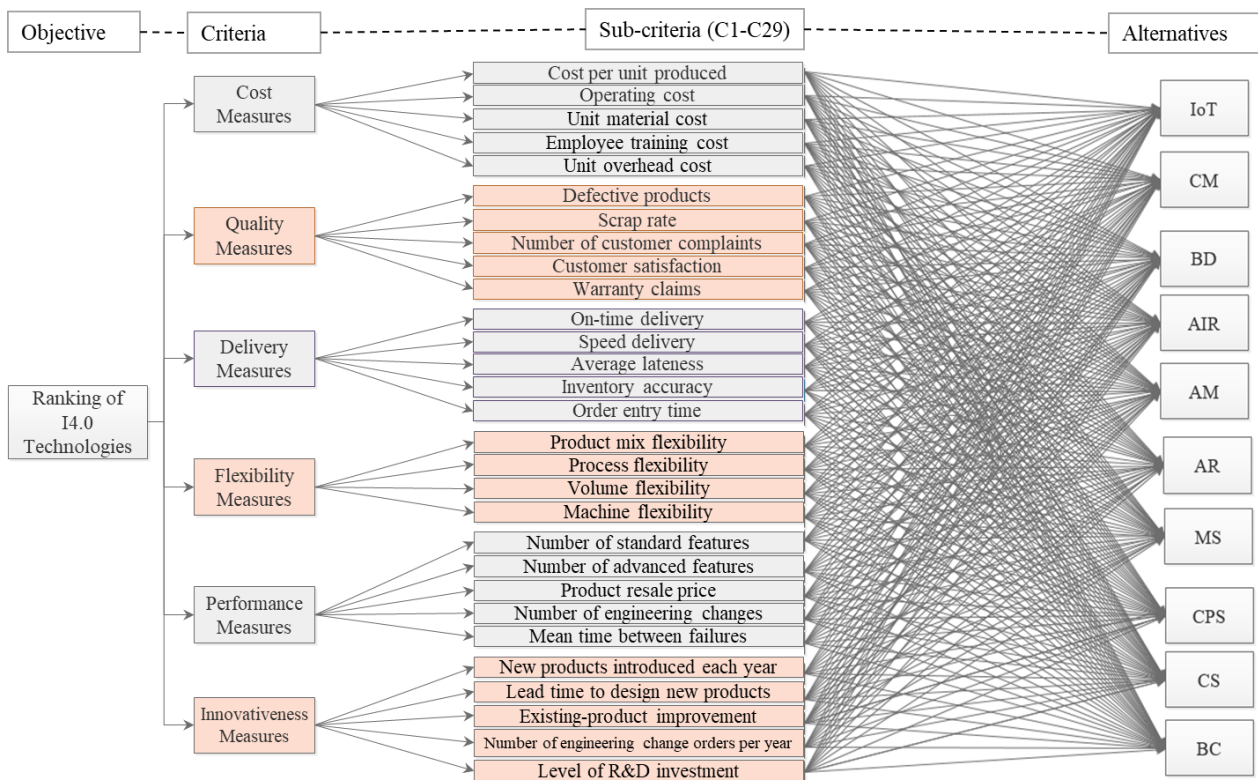 Objective
Criteria
Sub-criteria (C1-C29)
Alternatives
Ranking of
I4.0
Technologies
Cost
Measures
Quality
Measures
Delivery
Measures
Flexibility
Measures
Performance
Measures
Innovativeness
Measures
Cost per unit produced
Operating cost
Unit material cost
Employee training cost
Unit overhead cost
Defective products
Scrap rate
Number of customer complaints
Customer satisfaction
Warranty claims
On-time delivery
Speed delivery
Average lateness
Inventory accuracy
Order entry time
Product mix flexibility
Process flexibility
Volume flexibility
Machine flexibility
Number of standard features
Number of advanced features
Product resale price
Number of engineering changes
Mean time between failures
New products introduced each year
Lead time to design new products
Existing-product improvement
Number of engineering change orders per year
Level of R&D investment
IoT
CM
BD
AIR
AM
AR
MS
CPS
CS
BC